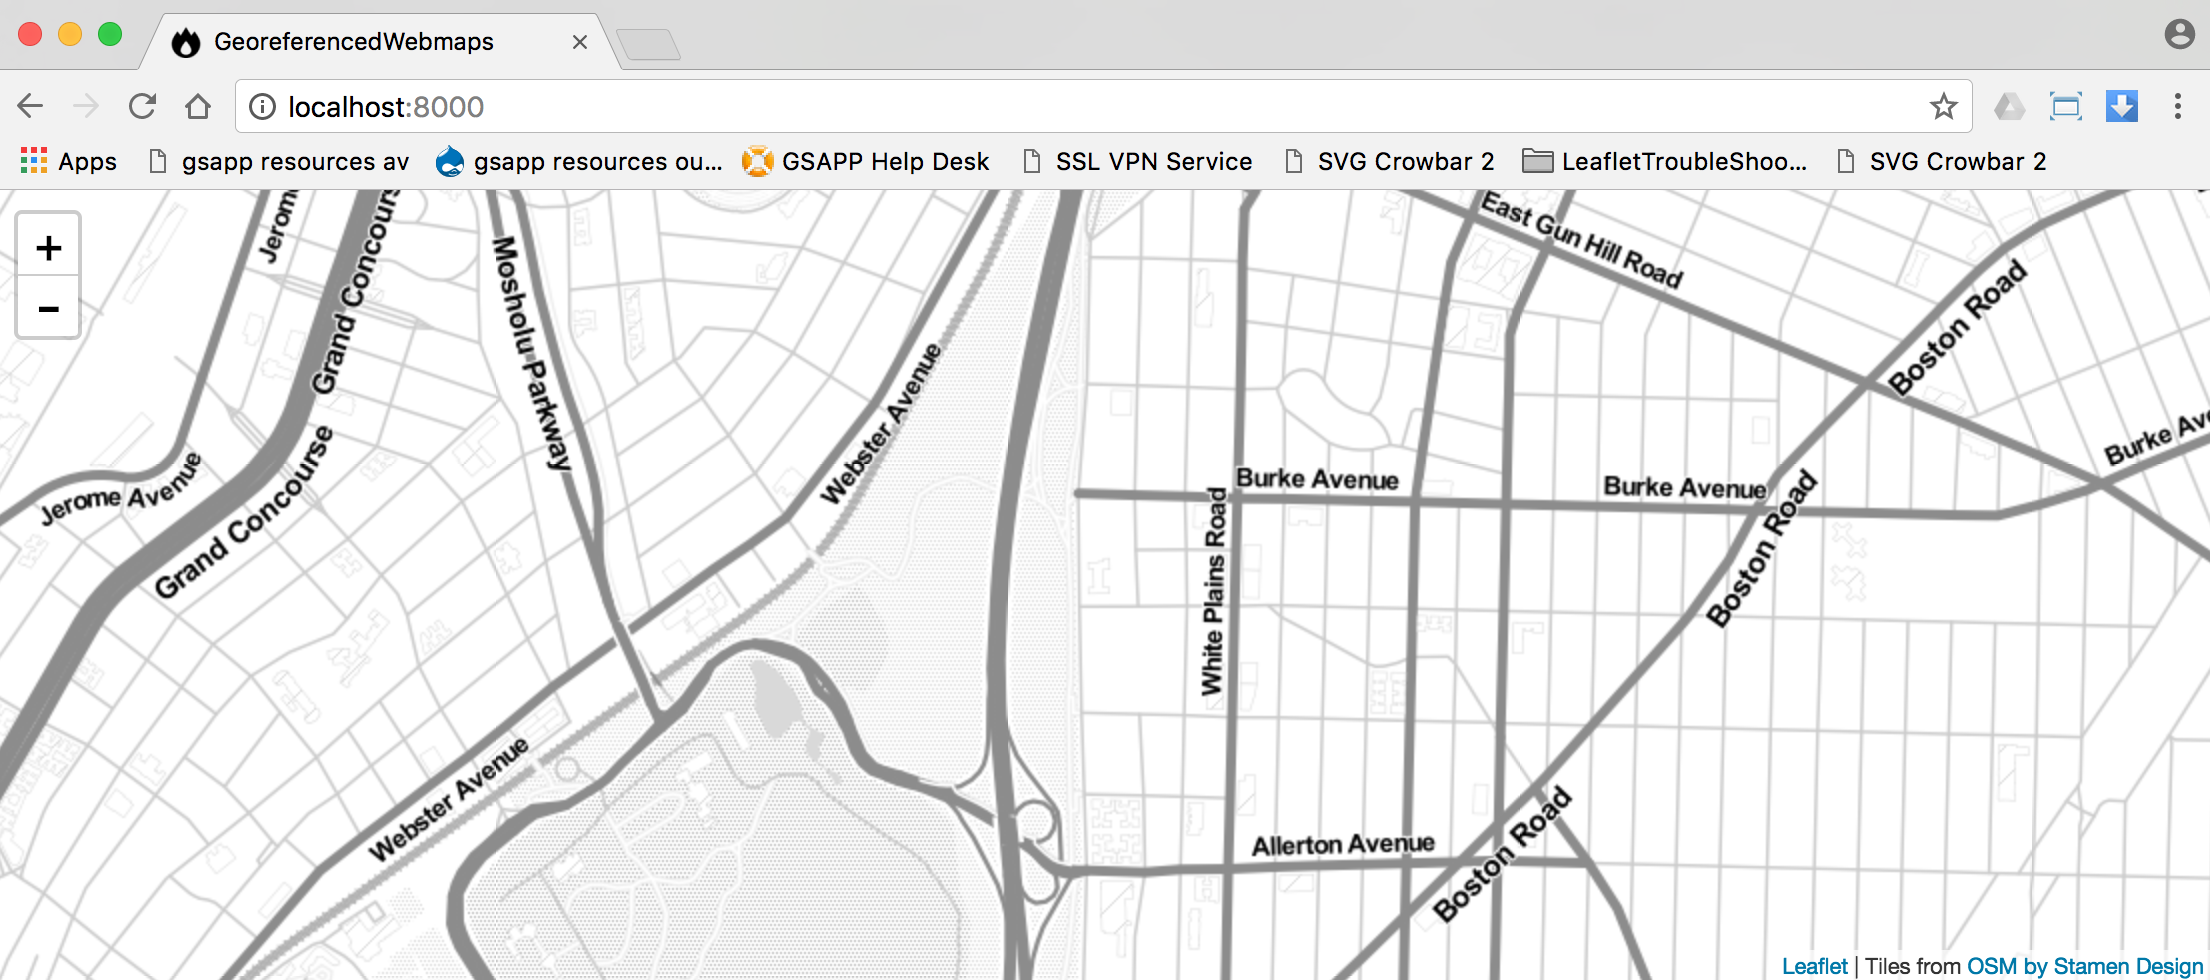 GeoreferencedWebmaps
localhost:8000
Apps
gsapp resources av
gsapp resources ou...
GSAPP Help Desk
SSL VPN Service
SVG Crowbar 2
LeafletTroubleShoo...
SVG Crowbar 2
+
-
Jerom
Grand Concours
Grand Concourse
Jerome Avenue
Mosholu Parkway
Webster Avenue
Webster Avenue
East Gun Hill Road
Boston Road
Burke Ave
Burke Avenue
Burke Avenue
White Plains Road
Boston Road
Allerton Avenue
Boston Road
Leaflet | Tiles from OSM by Stamen Design